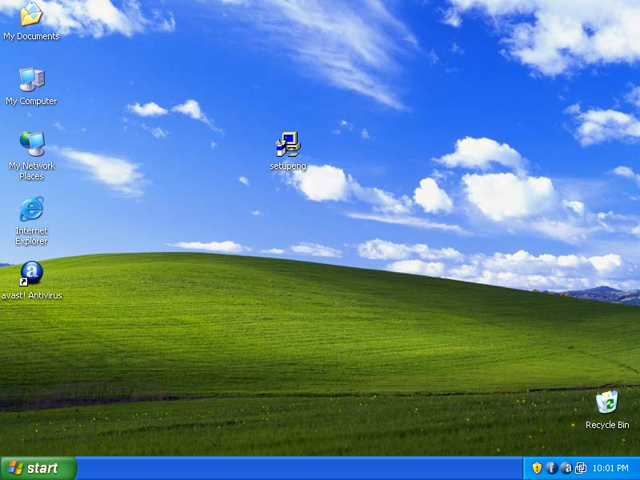 My Documents
My Computer
My Network
Places
Internet
Explorer
avast! Antivirus
setupeng
Recycle Bin
start
10:01 PM